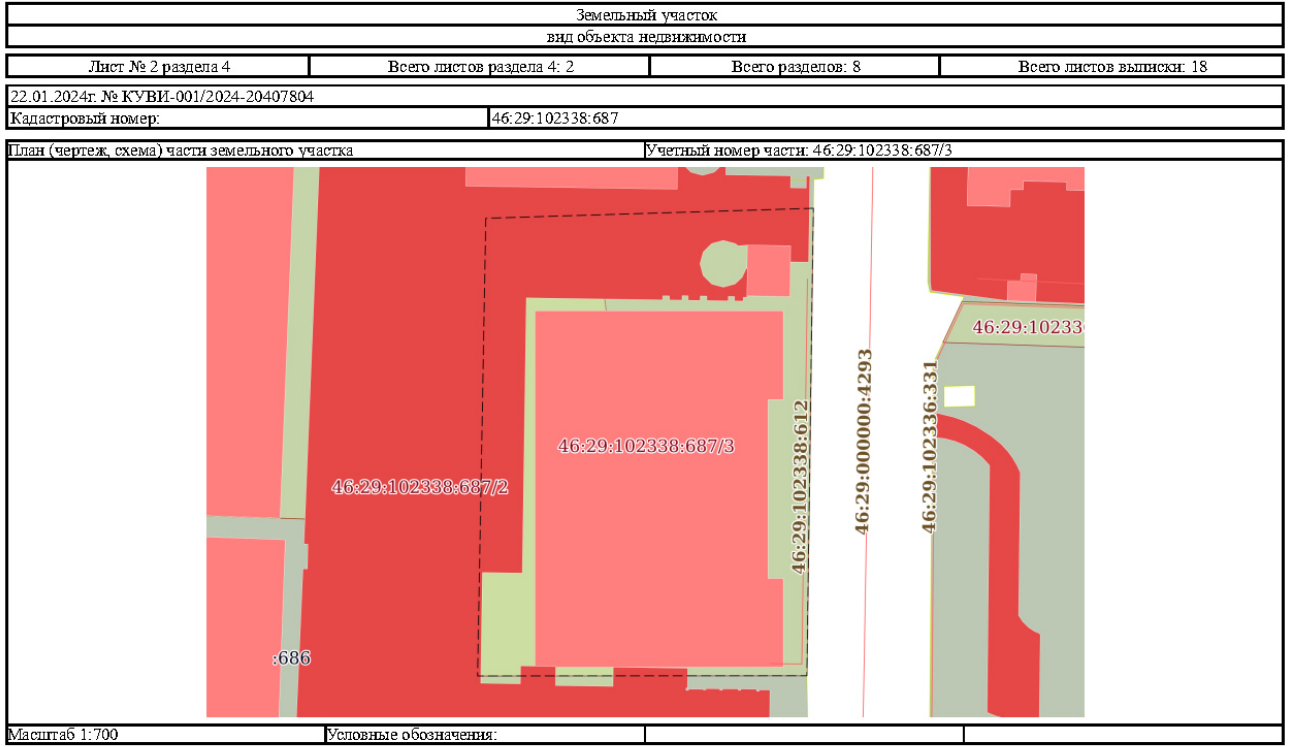 Земельный участок
вид объекта недвижимости
Лист № 2 раздела 4 Всего листов раздела 4: 2 Всего разделов: 8 Всего листов выписки: 18
22.01.2024г. № КУВИ-001/2024-20407804
Кадастровый номер: 46:29:102338:687
План (чертеж, схема) части земельного участка Учетный номер части: 46:29:102338:687/3
46:29:10233
46:29:102338:687/3
46:29:102338:687/2
46:29:102338:612
46:29:000000:4293
46:29:102336:331
:686
Масштаб 1:700 Условные обозначения: